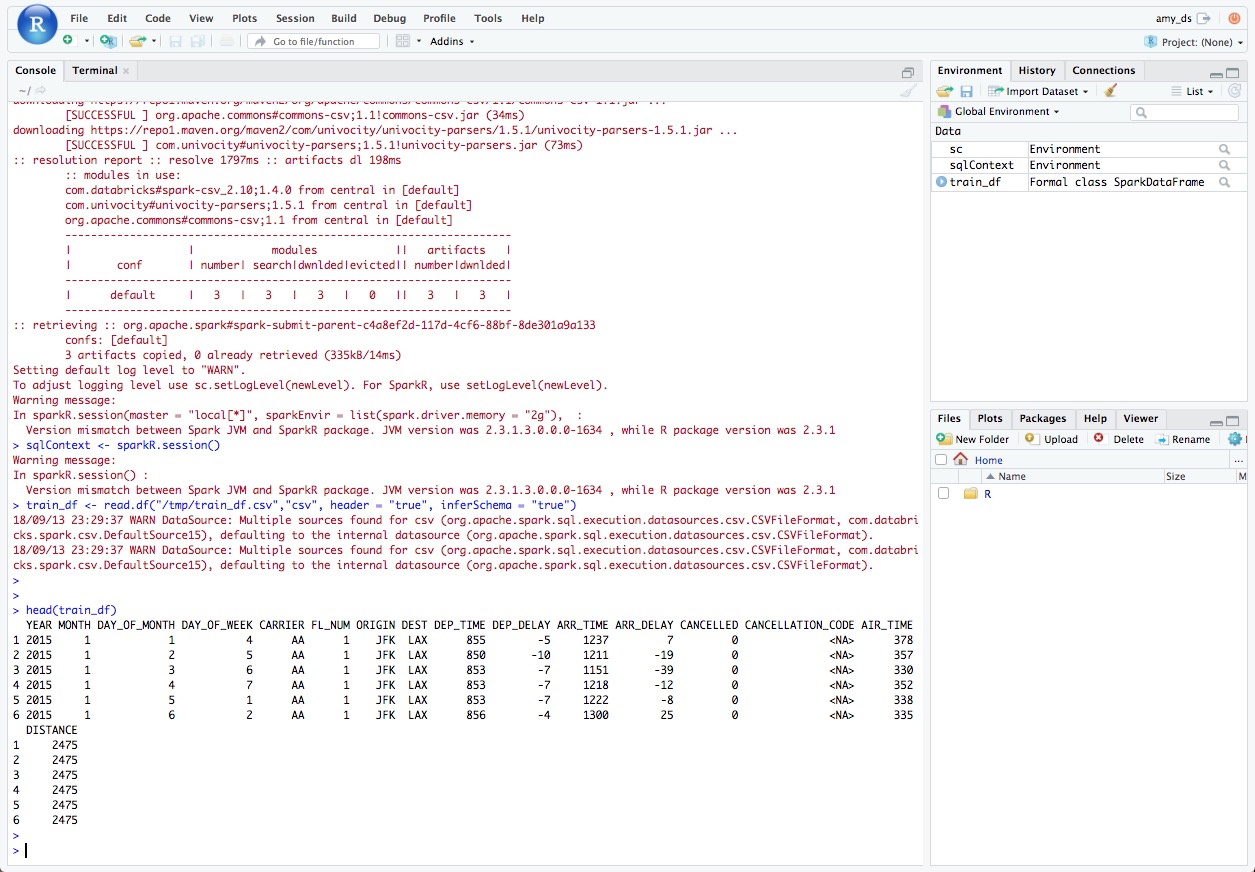 R
File Edit Code View Plots Session Build Debug Profile Tools Help
amy_ds
Go to file/function
Addins
Project: (None)
Console Terminal
~/
downloading https://repo1.maven.org/maven2/org/apache/commons/commons-csv/1.1/commons-csv-1.1.jar ...
[SUCCESSFUL ] org.apache.commons#commons-csv;1.1!commons-csv.jar (34ms)
downloading https://repo1.maven.org/maven2/com/univocity/univocity-parsers/1.5.1/univocity-parsers-1.5.1.jar ...
[SUCCESSFUL ] com.univocity#univocity-parsers;1.5.1!univocity-parsers.jar (73ms)
:: resolution report :: resolve 1797ms :: artifacts dl 198ms
:: modules in use:
com.databricks#spark-csv_2.10;1.4.0 from central in [default]
com.univocity#univocity-parsers;1.5.1 from central in [default]
org.apache.commons#commons-csv;1.1 from central in [default]
---------------------------------------------------------------------
| | modules || artifacts |
| conf | number| search|dwnlded|evicted|| number|dwnlded|
---------------------------------------------------------------------
| default | 3 | 3 | 3 | 0 || 3 | 3 |
---------------------------------------------------------------------
:: retrieving :: org.apache.spark#spark-submit-parent-c4a8ef2d-117d-4cf6-88bf-8de301a9a133
confs: [default]
3 artifacts copied, 0 already retrieved (335kB/14ms)
Setting default log level to "WARN".
To adjust logging level use sc.setLogLevel(newLevel). For SparkR, use setLogLevel(newLevel).
Warning message:
In sparkR.session(master = "local[*]", sparkEnvir = list(spark.driver.memory = "2g"), :
Version mismatch between Spark JVM and SparkR package. JVM version was 2.3.1.3.0.0.0-1634 , while R package version was 2.3.1
> sqlContext <- sparkR.session()
Warning message:
In sparkR.session() :
Version mismatch between Spark JVM and SparkR package. JVM version was 2.3.1.3.0.0.0-1634 , while R package version was 2.3.1
> train_df <- read.df("/tmp/train_df.csv","csv", header = "true", inferSchema = "true")
18/09/13 23:29:37 WARN DataSource: Multiple sources found for csv (org.apache.spark.sql.execution.datasources.csv.CSVFileFormat, com.databri
cks.spark.csv.DefaultSource15), defaulting to the internal datasource (org.apache.spark.sql.execution.datasources.csv.CSVFileFormat).
18/09/13 23:29:37 WARN DataSource: Multiple sources found for csv (org.apache.spark.sql.execution.datasources.csv.CSVFileFormat, com.databri
cks.spark.csv.DefaultSource15), defaulting to the internal datasource (org.apache.spark.sql.execution.datasources.csv.CSVFileFormat).
>
>
> head(train_df)
YEAR MONTH DAY_OF_MONTH DAY_OF_WEEK CARRIER FL_NUM ORIGIN DEST DEP_TIME DEP_DELAY ARR_TIME ARR_DELAY CANCELLED CANCELLATION_CODE AIR_TIME
1 2015 1 1 4 AA 1 JFK LAX 855 -5 1237 7 0 <NA> 378
2 2015 1 2 5 AA 1 JFK LAX 850 -10 1211 -19 0 <NA> 357
3 2015 1 3 6 AA 1 JFK LAX 853 -7 1151 -39 0 <NA> 330
4 2015 1 4 7 AA 1 JFK LAX 853 -7 1218 -12 0 <NA> 352
5 2015 1 5 1 AA 1 JFK LAX 853 -7 1222 -8 0 <NA> 338
6 2015 1 6 2 AA 1 JFK LAX 856 -4 1300 25 0 <NA> 335
DISTANCE
1 2475
2 2475
3 2475
4 2475
5 2475
6 2475
>
>
Environment History Connections
Import Dataset List
Global Environment
Data
sc Environment
sqlContext Environment
train_df Formal class SparkDataFrame
Files Plots Packages Help Viewer
New Folder Upload Delete Rename
Home ...
Name Size M
R